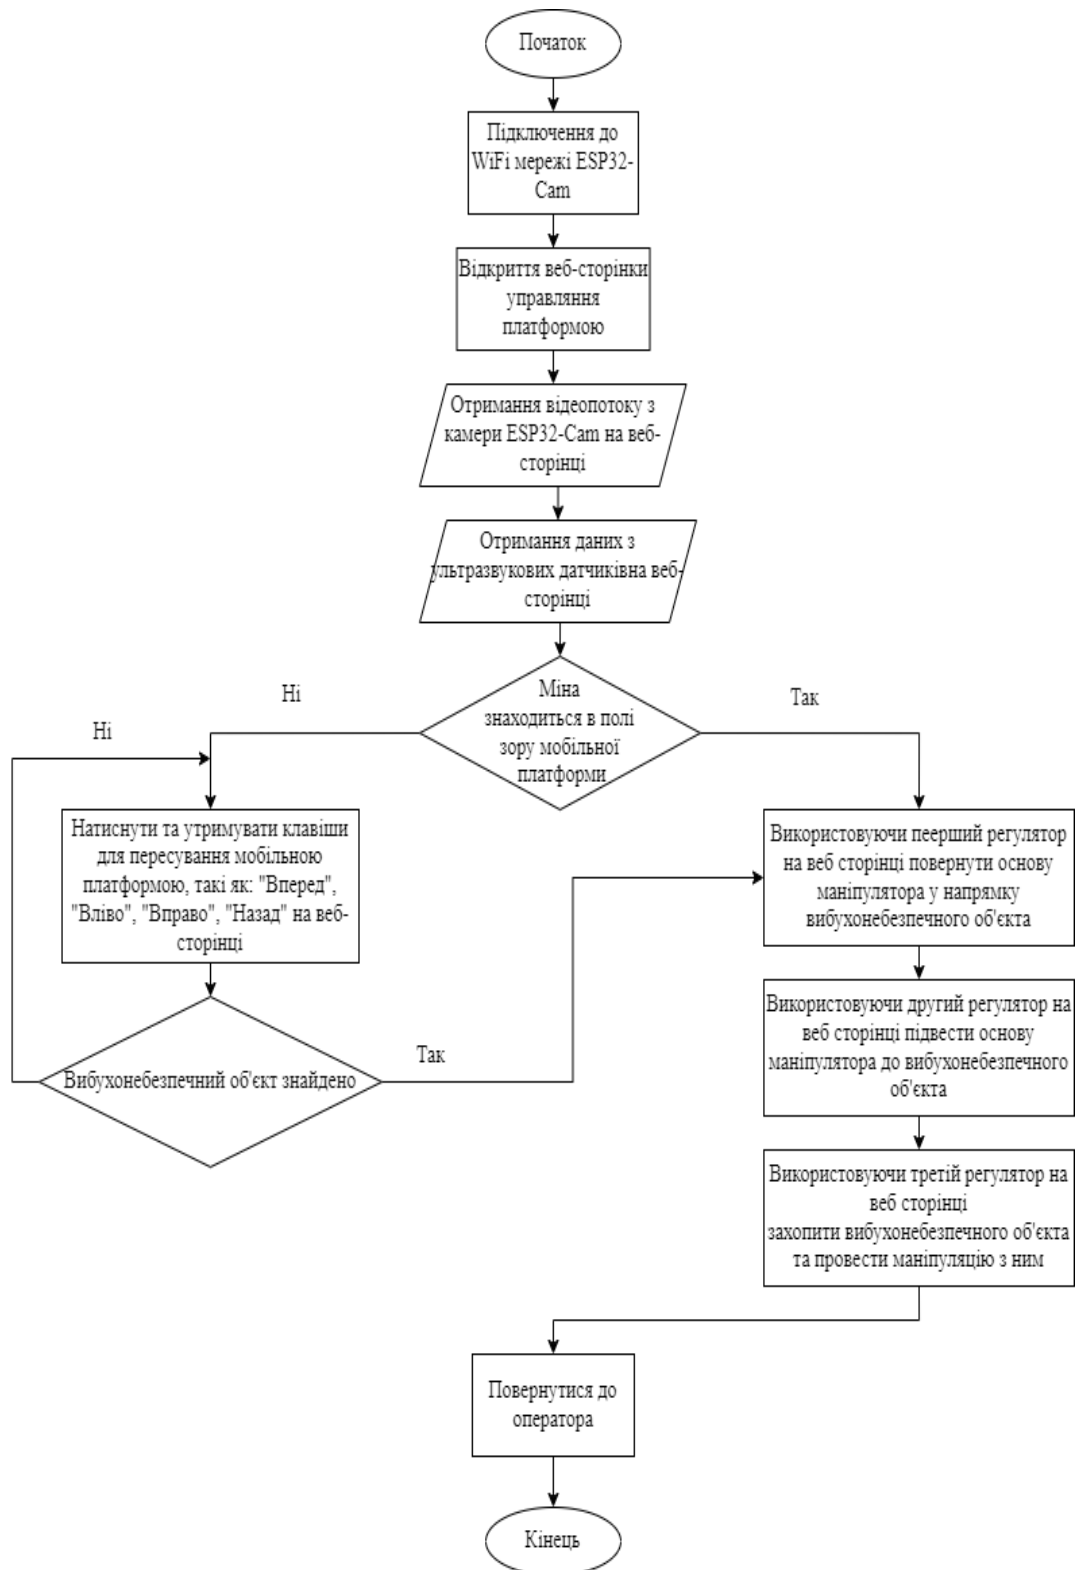 Початок
Підключення до
WiFi мережі ESP32-
Cam
Відкриття веб-сторінки
управляння
платформою
Отримання відеопотоку з
камери ESP32-Cam на веб-
сторінці
Отримання даних з
ультразвукових датчиківна веб-
сторінці
Міна
знаходиться в полі
зору мобільної
платформи
Ні
Так
Ні
Натиснути та утримувати клавіши
для пересування мобільною
платформою, такі як: "Вперед",
"Вліво", "Вправо", "Назад" на веб-
сторінці
Вибухонебезпечний об'єкт знайдено
Так
Використовуючи пеерший регулятор
на веб сторінці повернути основу
маніпулятора у напрямку
вибухонебезпечного об'єкта
Використовуючи другий регулятор на
веб сторінці підвести основу
маніпулятора до вибухонебезпечного
об'єкта
Використовуючи третій регулятор на
веб сторінці
захопити вибухонебезпечного об'єкта
та провести маніпуляцію з ним
Повернутися до
оператора
Кінець